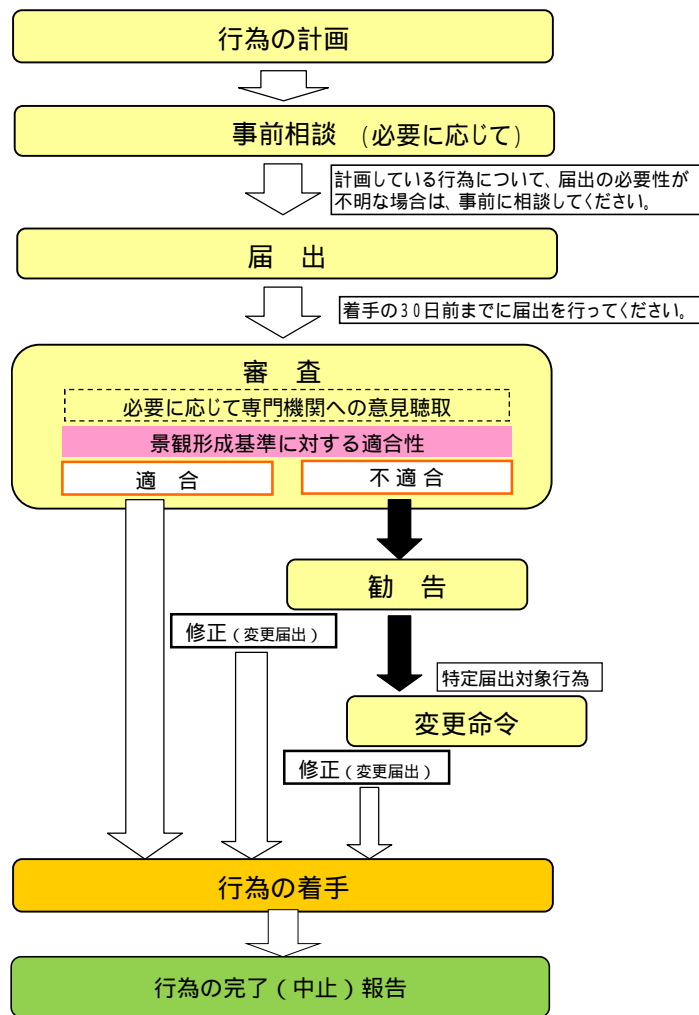 行為の計画
事前相談 (必要に応じて)
計画している行為について、届出の必要性が
不明な場合は、事前に相談してください。
届 出
着手の30日前までに届出を行ってください。
審 査
必要に応じて専門機関への意見聴取
景観形成基準に対する適合性
適 合
不適合
勧 告
修正(変更届出)
特定届出対象行為
変更命令
修正(変更届出)
行為の着手
行為の完了(中止)報告